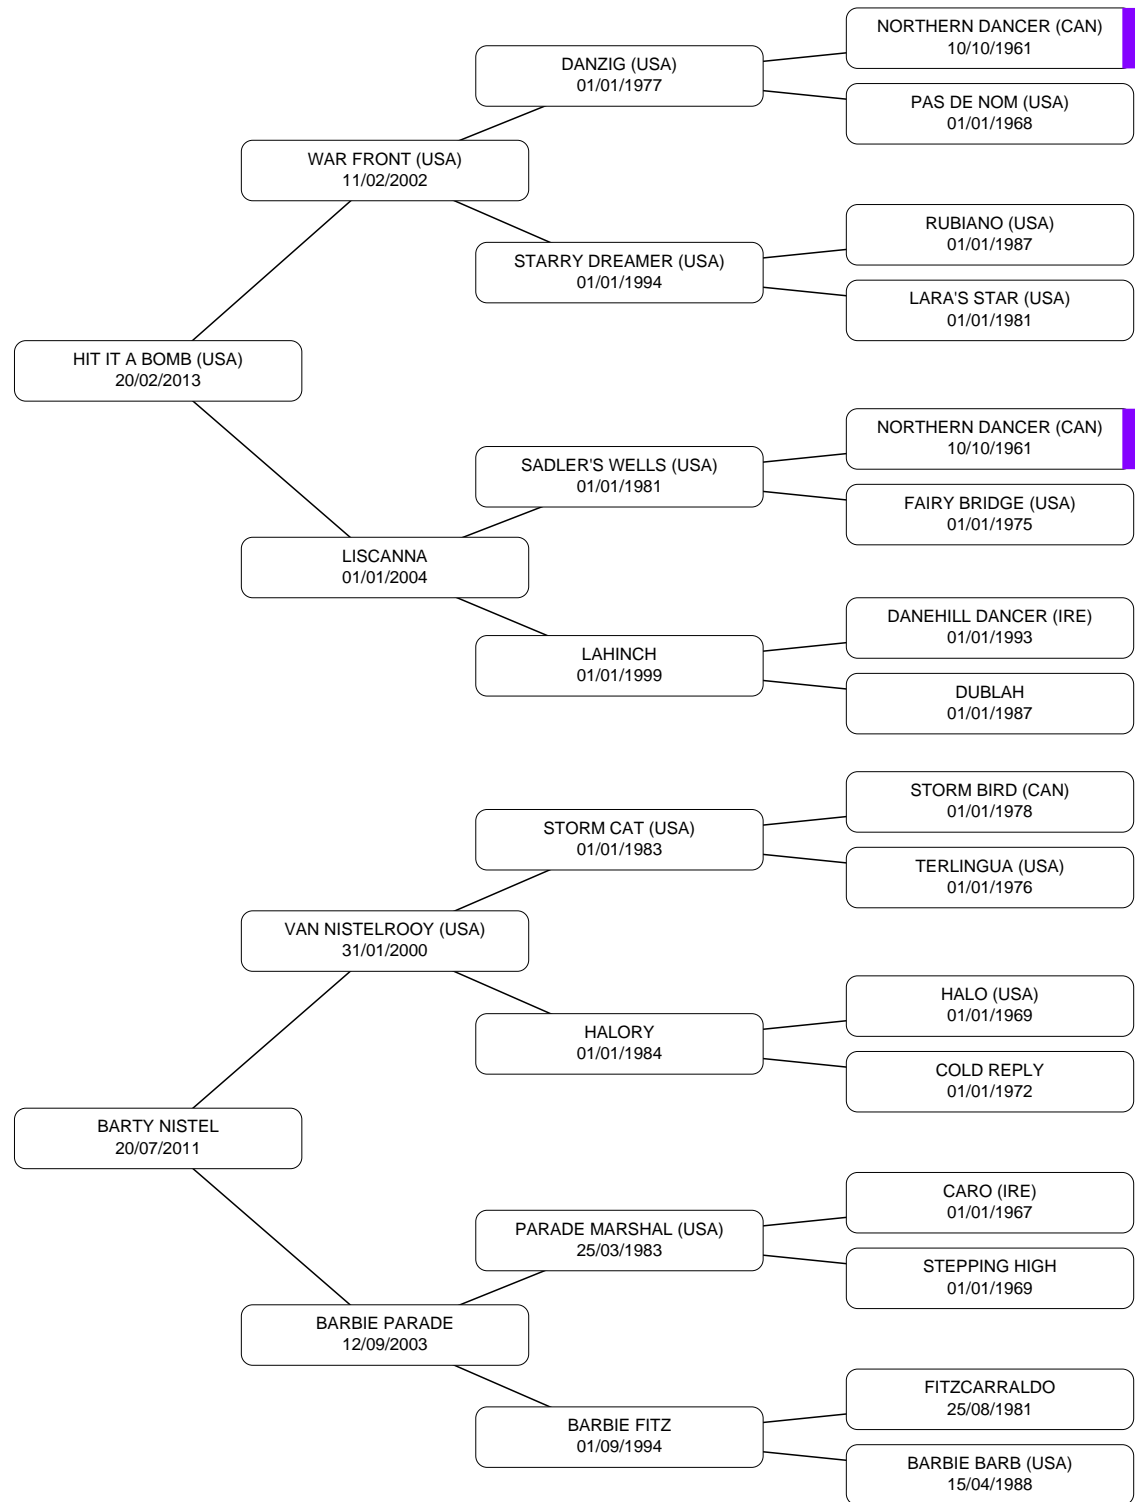 NORTHERN DANCER (CAN)
10/10/1961
DANZIG (USA)
01/01/1977
PAS DE NOM (USA)
01/01/1968
WAR FRONT (USA)
11/02/2002
RUBIANO (USA)
01/01/1987
STARRY DREAMER (USA)
01/01/1994
LARA'S STAR (USA)
01/01/1981
HIT IT A BOMB (USA)
20/02/2013
NORTHERN DANCER (CAN)
10/10/1961
SADLER'S WELLS (USA)
01/01/1981
FAIRY BRIDGE (USA)
01/01/1975
LISCANNA
01/01/2004
DANEHILL DANCER (IRE)
01/01/1993
LAHINCH
01/01/1999
DUBLAH
01/01/1987
STORM BIRD (CAN)
01/01/1978
STORM CAT (USA)
01/01/1983
TERLINGUA (USA)
01/01/1976
VAN NISTELROOY (USA)
31/01/2000
HALO (USA)
01/01/1969
HALORY
01/01/1984
COLD REPLY
01/01/1972
BARTY NISTEL
20/07/2011
CARO (IRE)
01/01/1967
PARADE MARSHAL (USA)
25/03/1983
STEPPING HIGH
01/01/1969
BARBIE PARADE
12/09/2003
FITZCARRALDO
25/08/1981
BARBIE FITZ
01/09/1994
BARBIE BARB (USA)
15/04/1988